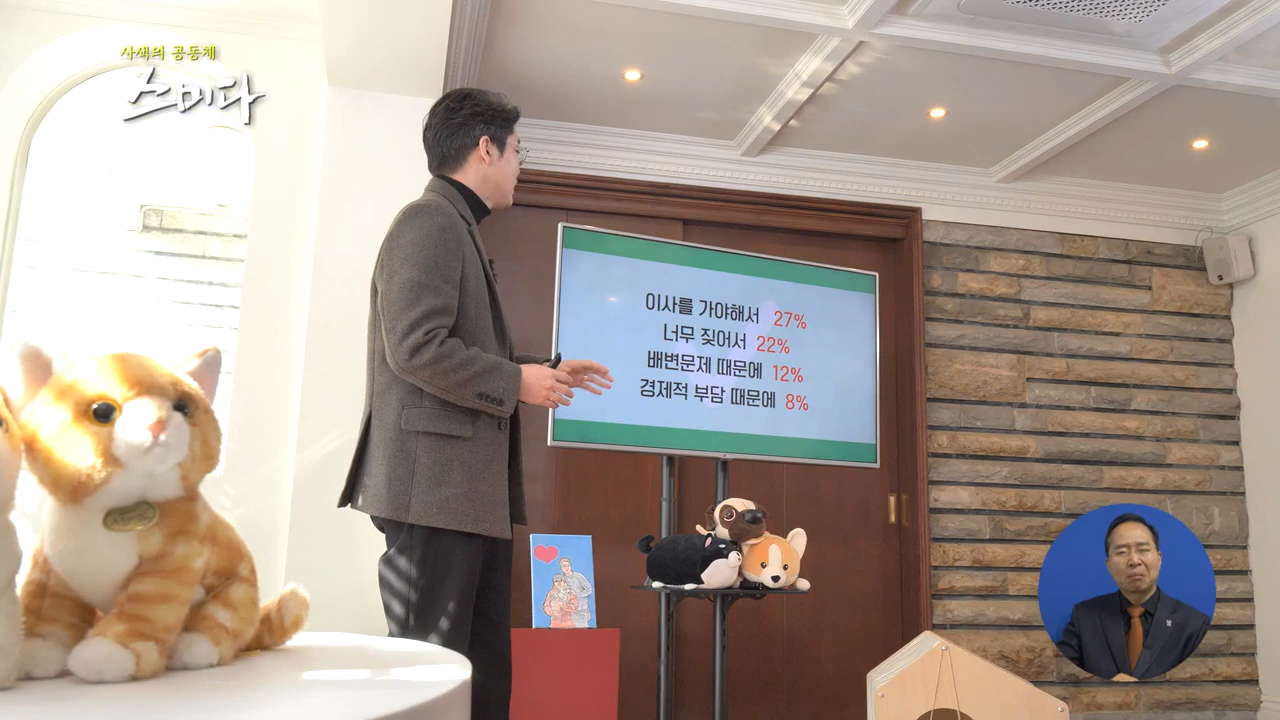 사색의 공동체
스미다
이사를 가야해서 27%
너무 짖어서 22%
배변문제 때문에 12%
경제적 부담 때문에 8%